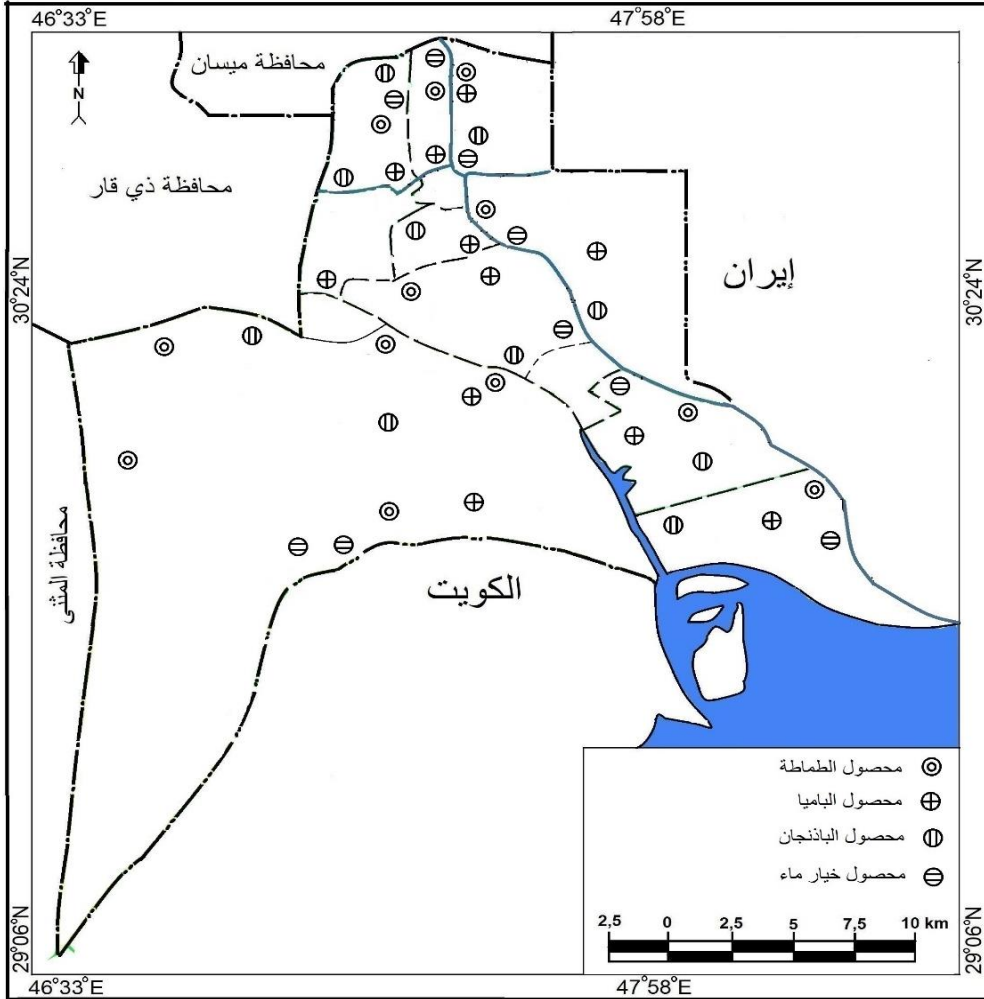 46°33°E
47°58°E
محافظة ميسان
N
محافظة ذي قار
إيران
30°24°N
30°24°N
محافظة المثنى
الكويت
محصول الطماطة
محصول الباميا
محصول الباذنجان
محصول خيار ماء
2,5 0 2,5 5 7,5 10 km
29°06°N
29°06°N
46°33°E
47°58°E